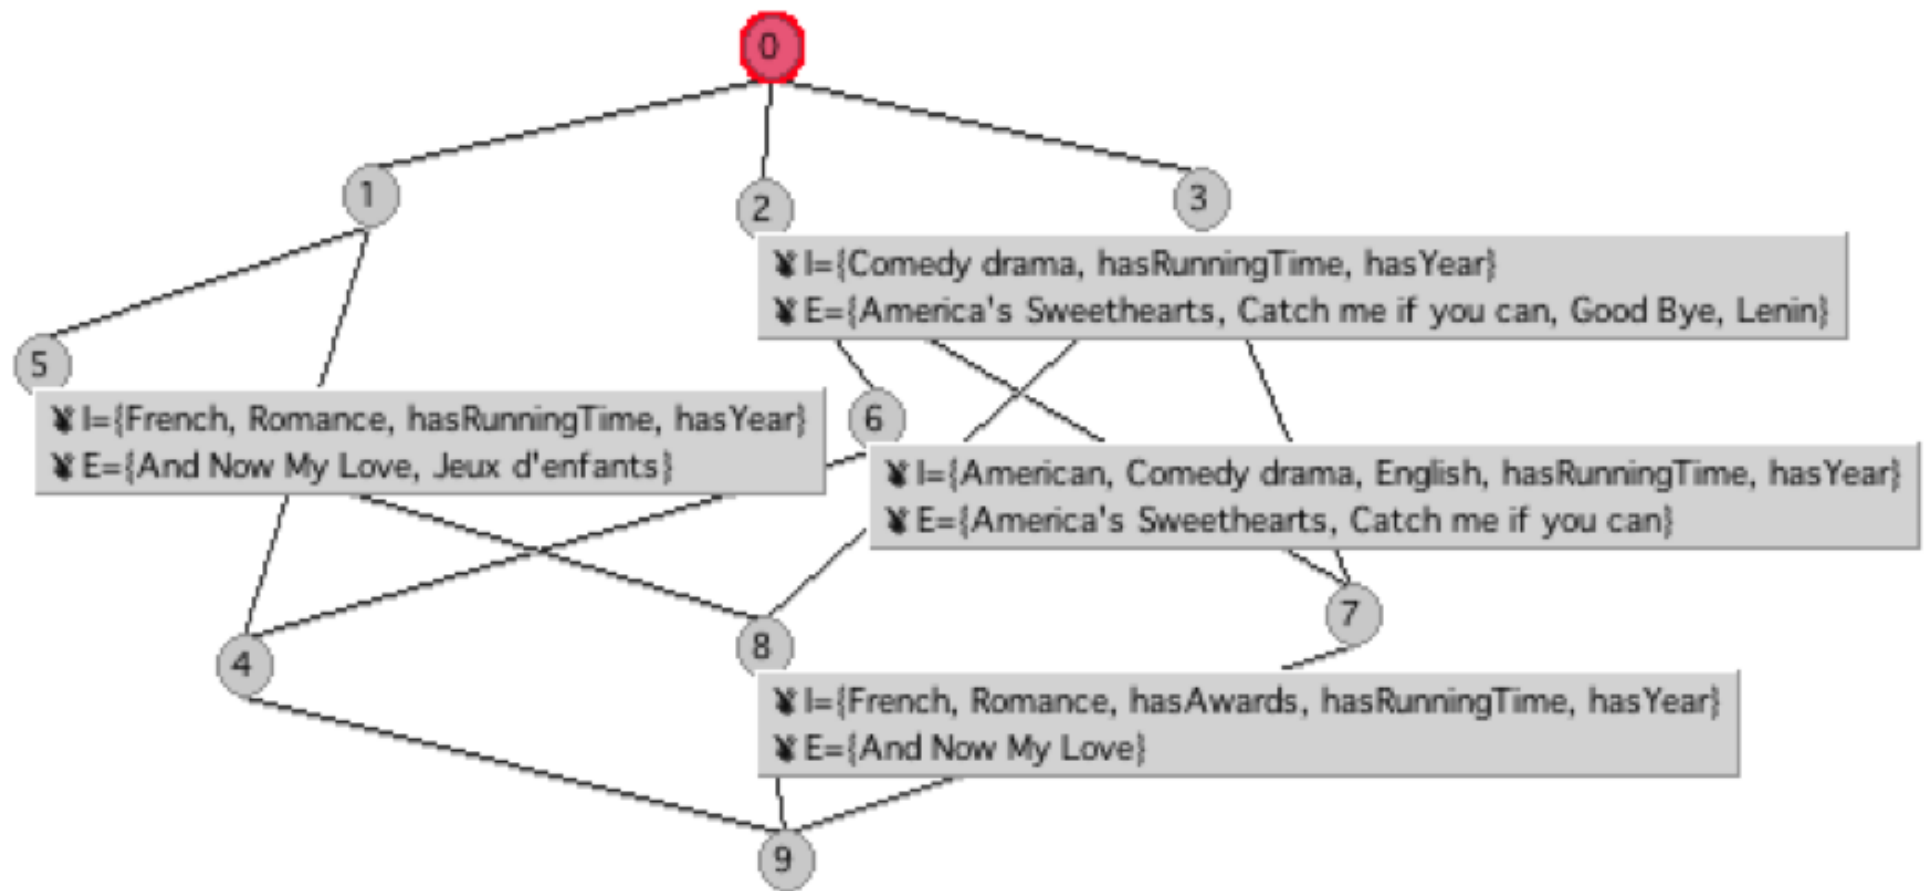 0
1
2
3
I={Comedy drama, hasRunningTime, hasYear}
E={America's Sweethearts, Catch me if you can, Good Bye, Lenin}
5
I={French, Romance, hasRunningTime, hasYear}
E={And Now My Love, Jeux d'enfants}
6
I={American, Comedy drama, English, hasRunningTime, hasYear}
E={America's Sweethearts, Catch me if you can}
7
4
8
I={French, Romance, hasAwards, hasRunningTime, hasYear}
E={And Now My Love}
9